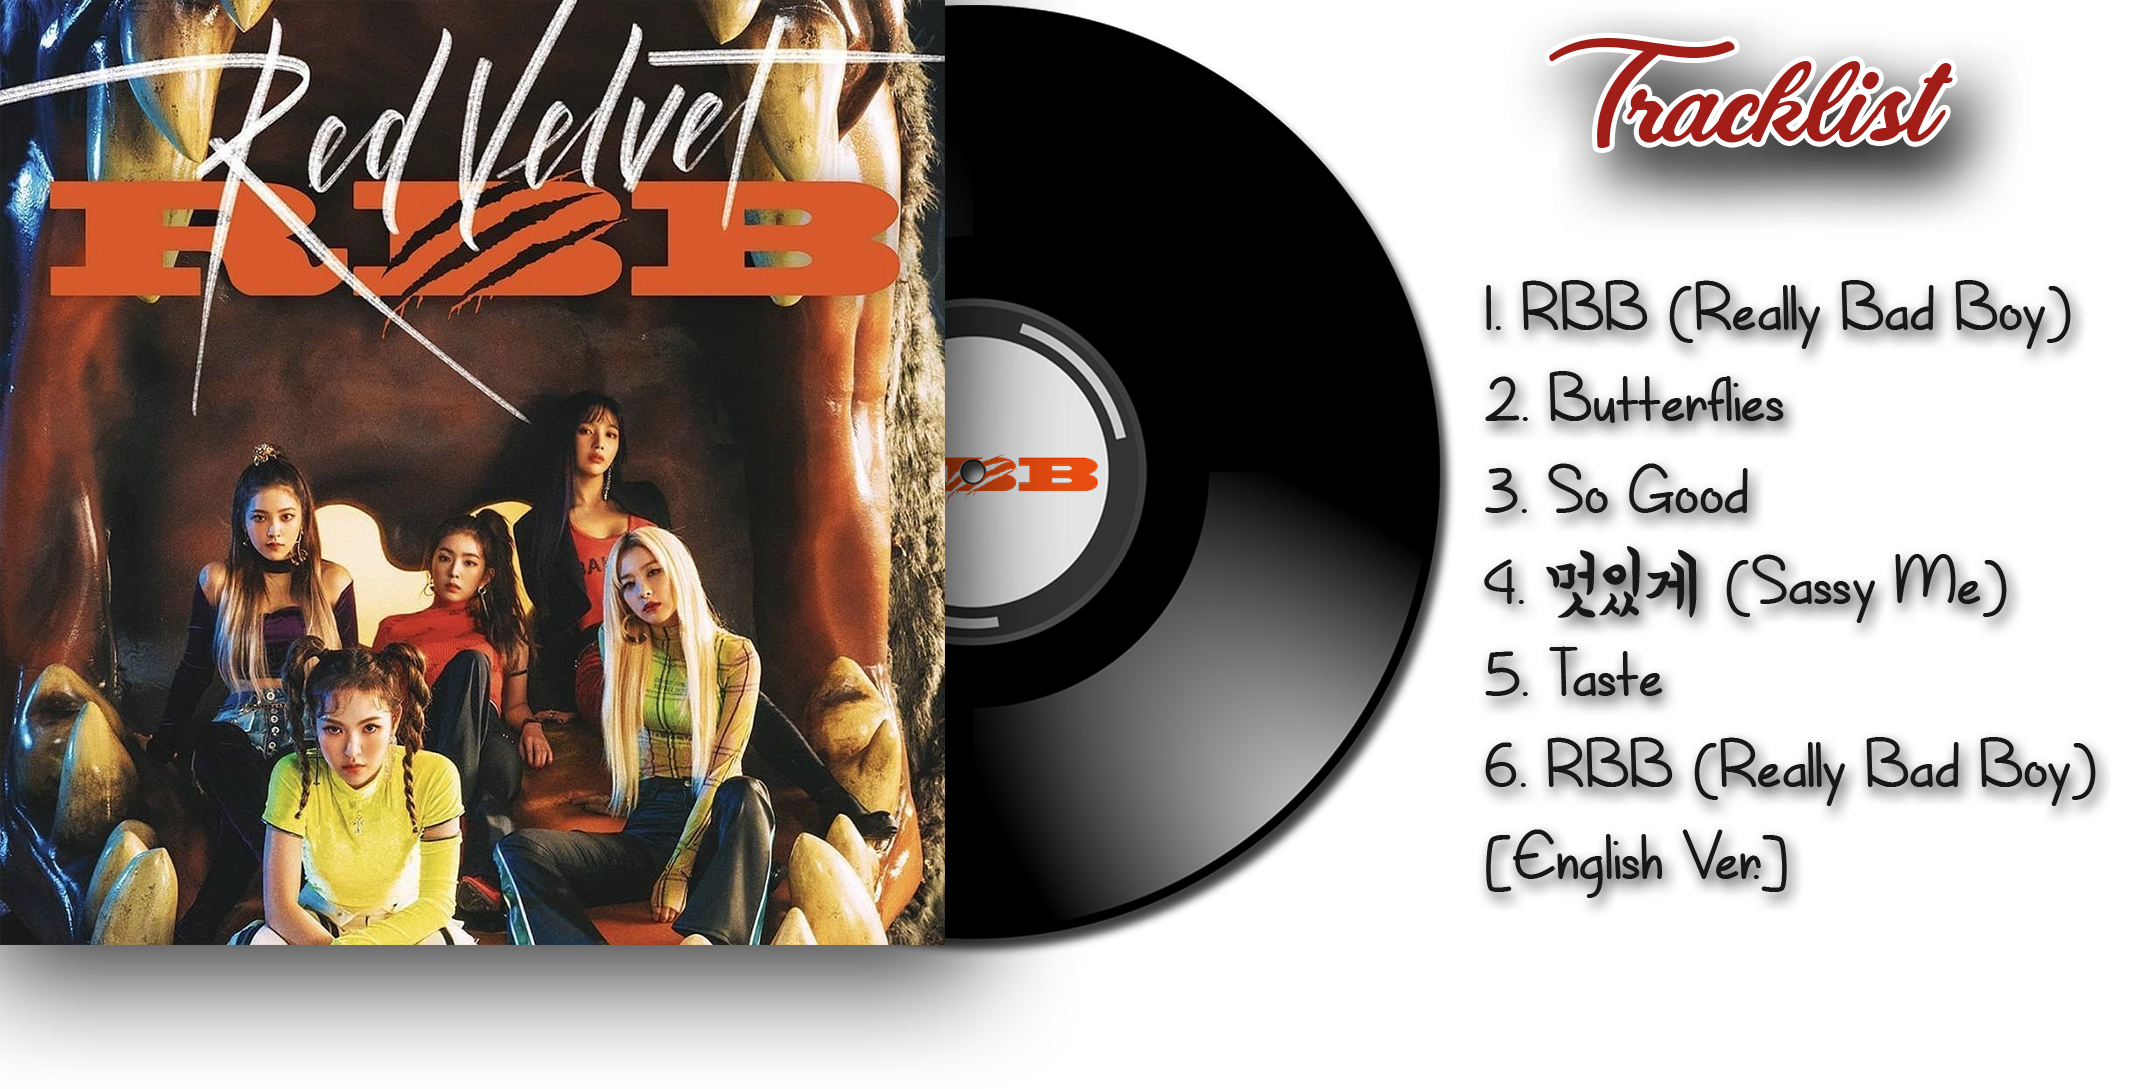 Red Velvet
RBB
BB
Tracklist
1. RBB (Really Bad Boy)
2. Butterflies
3. So Good
4. 멋있게 (Sassy Me)
5. Taste
6. RBB (Really Bad Boy)
[English Ver.]